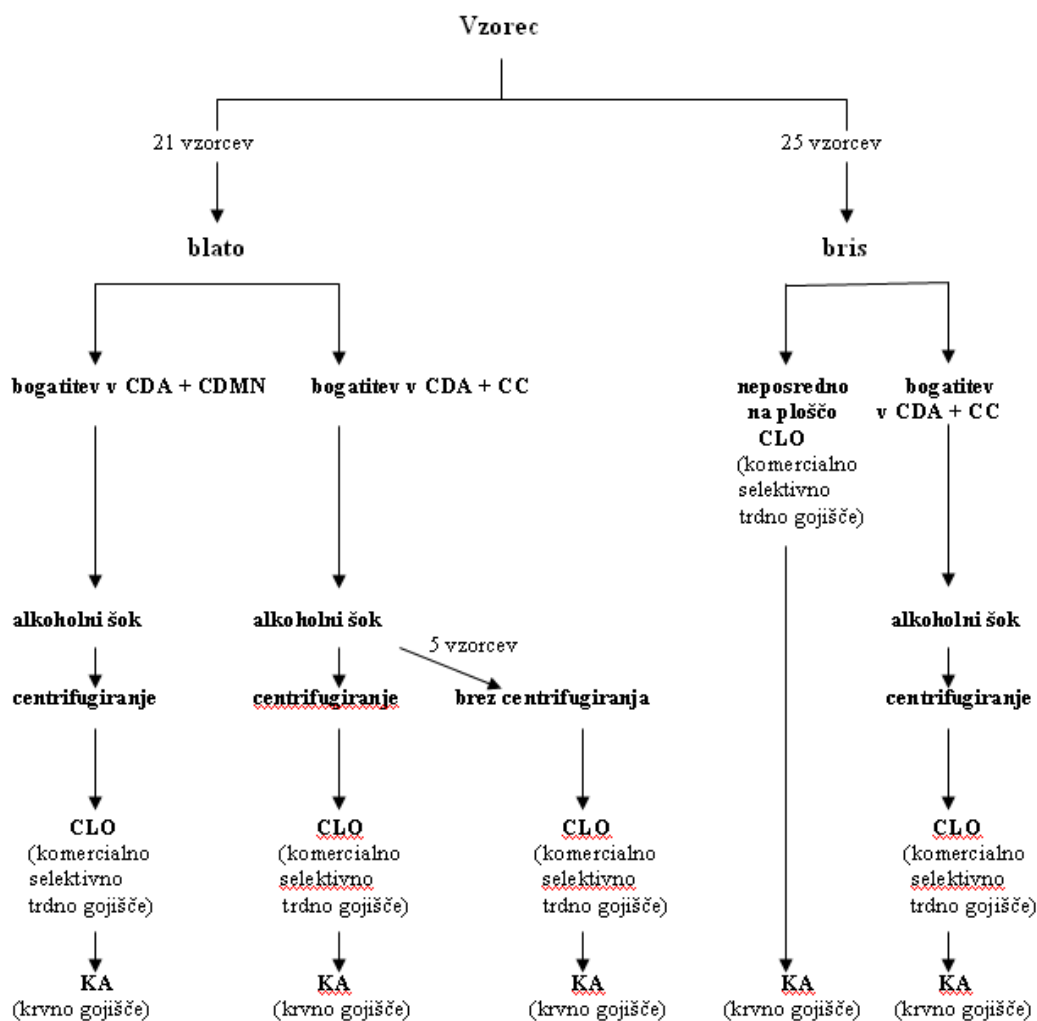 Vzorec
21 vzorcev
25 vzorcev
blato
bris
bogatitev v CDA + CDMN
bogatitev v CDA + CC
neposredno
na ploščo
CLO
(komercialno
selektivno
trdno gojišče)
bogatitev
v CDA + CC
alkoholni šok
alkoholni šok
alkoholni šok
5 vzorcev
centrifugiranje
centrifugiranje
brez centrifugiranja
centrifugiranje
CLO
(komercialno
selektivno
trdno gojišče)
CLO
(komercialno
selektivno
trdno gojišče)
CLO
(komercialno
selektivno
trdno gojišče)
CLO
(komercialno
selektivno
trdno gojišče)
KA
(krvno gojišče)
KA
(krvno gojišče)
KA
(krvno gojišče)
KA
(krvno gojišče)
KA
(krvno gojišče)